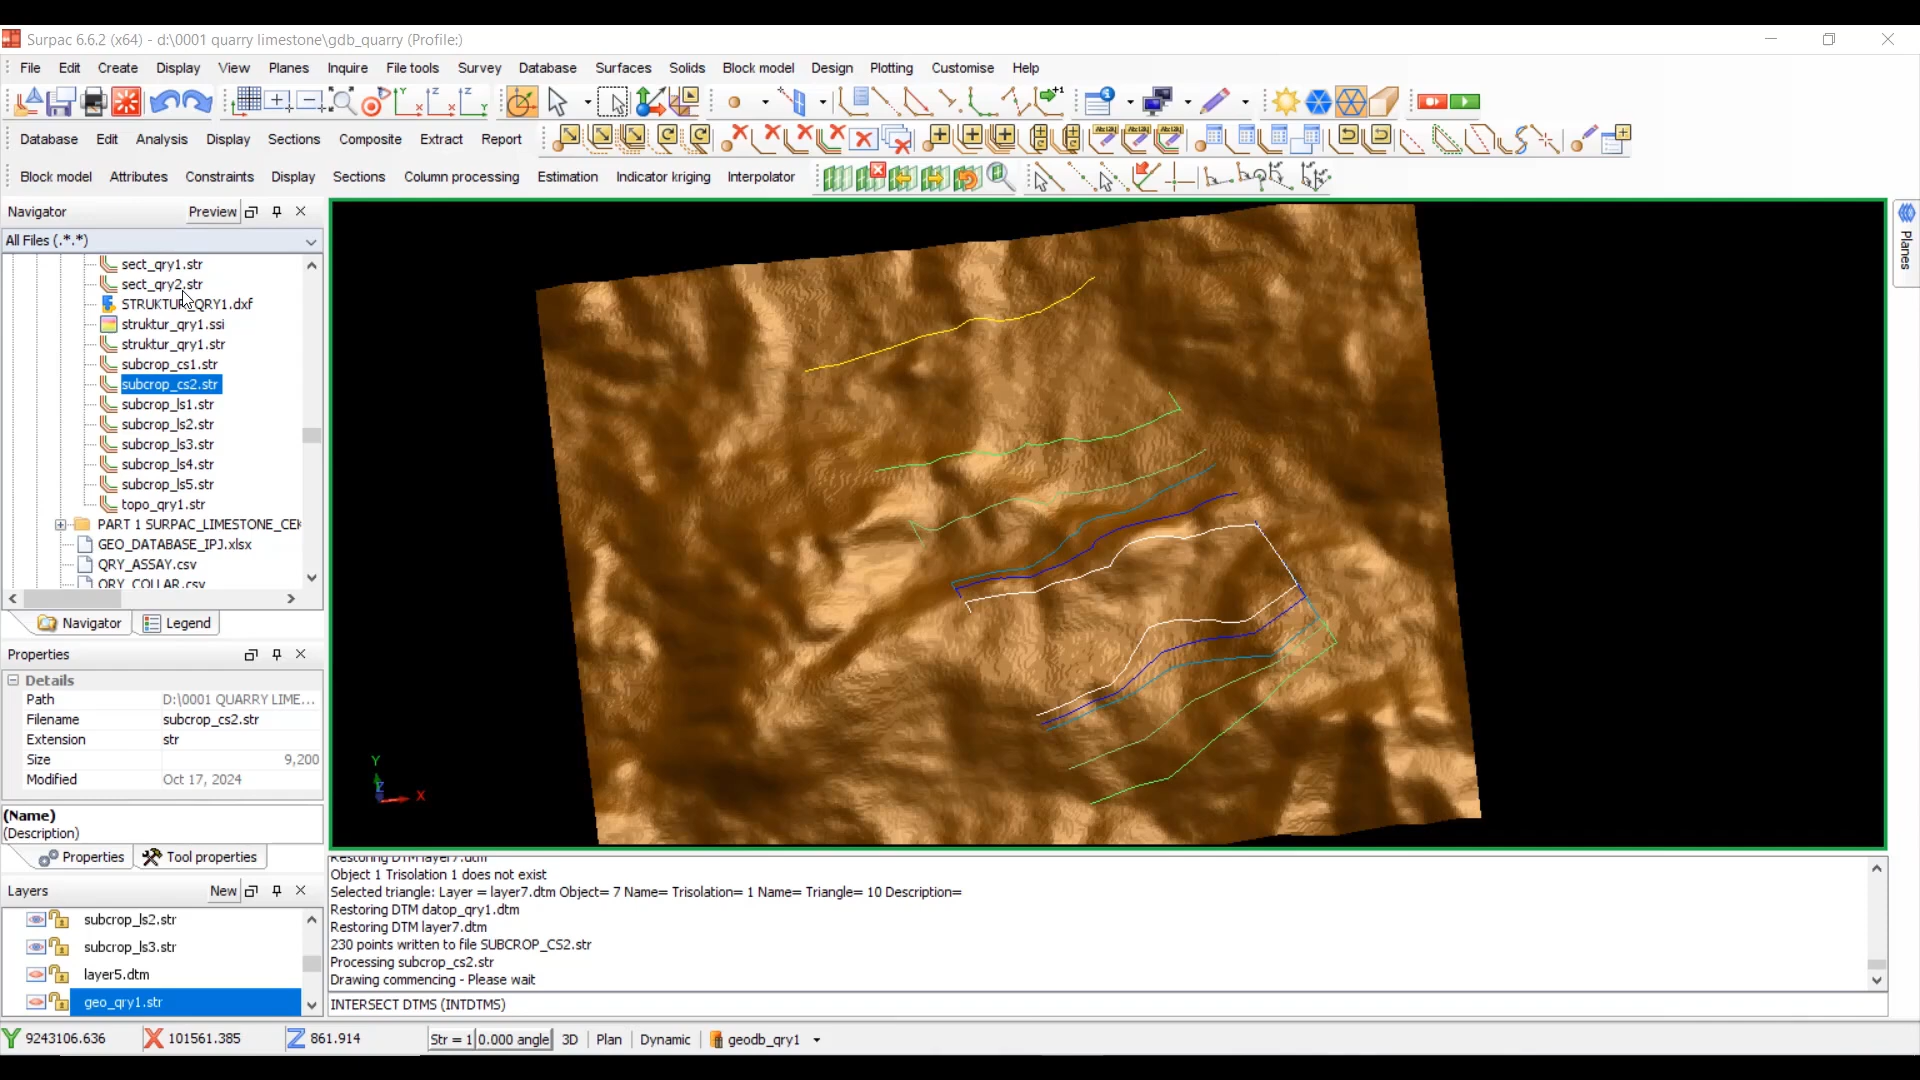 Surpac 6.6.2 (x64) - d:\0001 quarry limestone\gdb_quarry (Profile:)
File Edit Create Display View Planes Inquire File tools Survey Database Surfaces Solids Block model Design Plotting Customise Help
Database Edit Analysis Display Sections Composite Extract Report
Block model Attributes Constraints Display Sections Column processing Estimation Indicator kriging Interpolator
Navigator Preview
All Files (.*.*)
sect_qry1.str
sect_qry2.str
STRUKTUR_QRY1.dxf
struktur_qry1.ssi
struktur_qry1.str
subcrop_cs1.str
subcrop_cs2.str
subcrop_ls1.str
subcrop_ls2.str
subcrop_ls3.str
subcrop_ls4.str
subcrop_ls5.str
topo_qry1.str
PART 1 SURPAC_LIMESTONE_CEK
GEO_DATABASE_IPJ.xlsx
QRY_ASSAY.csv
QRY_COLLAR.csv
Navigator Legend
Properties
Details
Path D:\0001 QUARRY LIME...
Filename subcrop_cs2.str
Extension str
Size 9,200
Modified Oct 17, 2024
(Name)
(Description)
Properties Tool properties
Layers New
subcrop_ls2.str
subcrop_ls3.str
layer5.dtm
geo_qry1.str
Planes
Y
Z
X
Restoring DTM layer7.dtm
Object 1 Trisolation 1 does not exist
Selected triangle: Layer = layer7.dtm Object= 7 Name= Trisolation= 1 Name= Triangle= 10 Description=
Restoring DTM datop_qry1.dtm
Restoring DTM layer7.dtm
230 points written to file SUBCROP_CS2.str
Processing subcrop_cs2.str
Drawing commencing - Please wait
INTERSECT DTMS (INTDTMS)
Y 9243106.636 X 101561.385 Z 861.914 Str = 1 0.000 angle 3D Plan Dynamic geodb_qry1